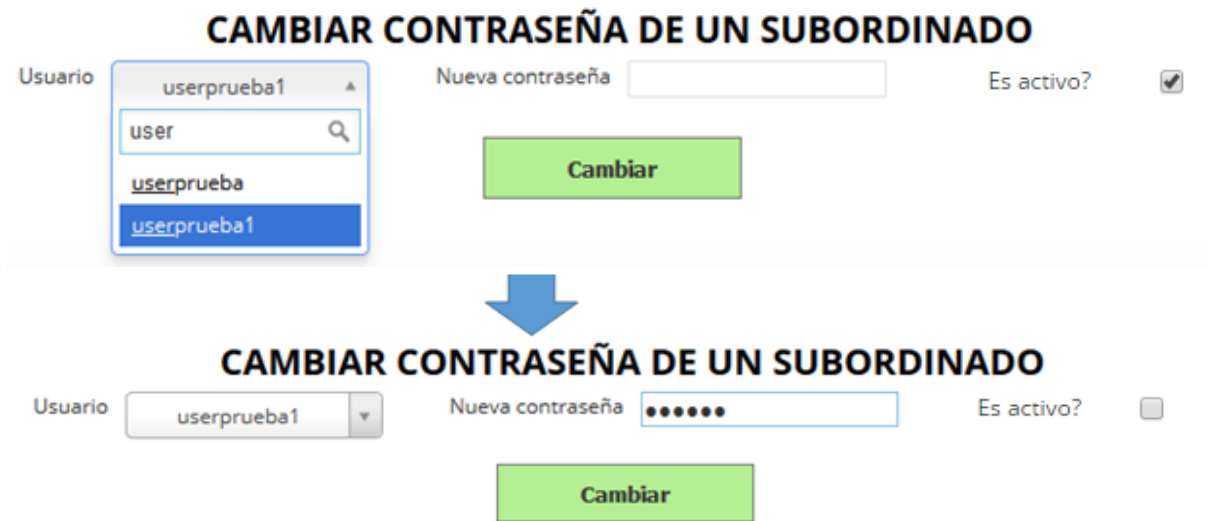 CAMBIAR CONTRASEÑA DE UN SUBORDINADO
Usuario userprueba1 Nueva contraseña Es activo?
user
userprueba
userprueba1
Cambiar
CAMBIAR CONTRASEÑA DE UN SUBORDINADO
Usuario userprueba1 Nueva contraseña •••••• Es activo?
Cambiar